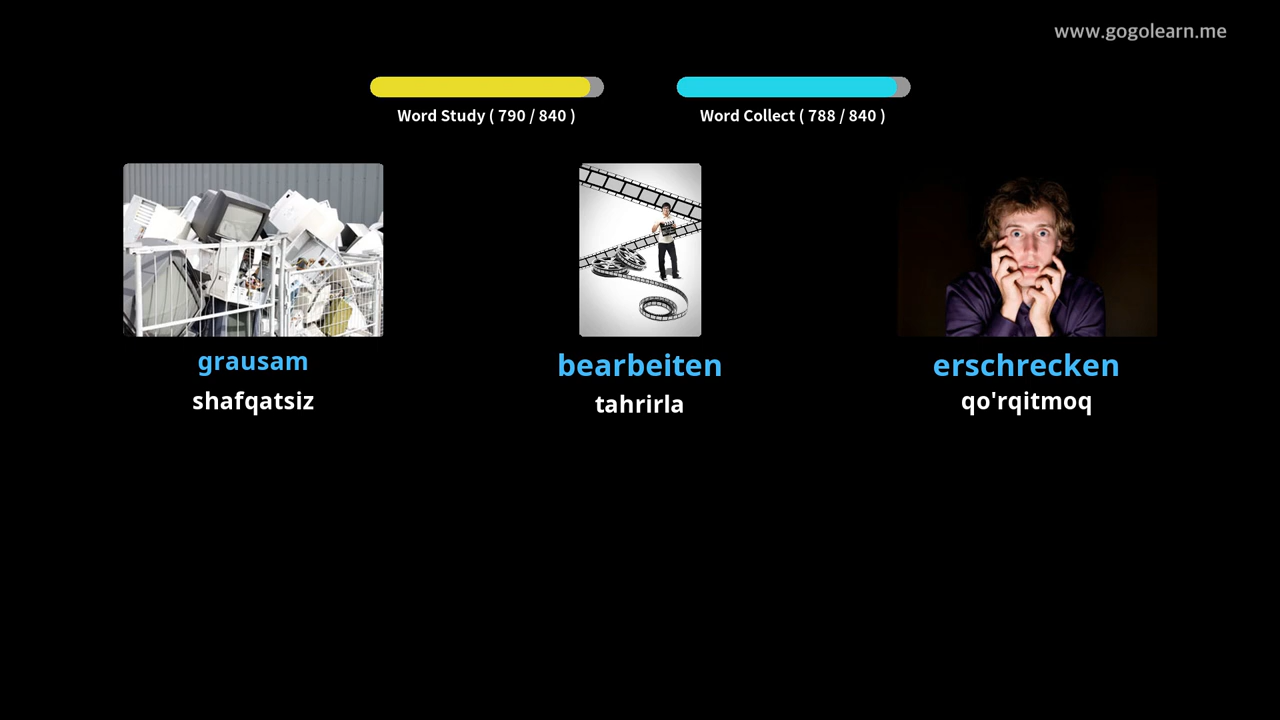 www.gogolearn.me
Word Study ( 790 / 840 )
Word Collect ( 788 / 840 )
grausam
shafqatsiz
bearbeiten
tahrirla
erschrecken
qo'rqitmoq